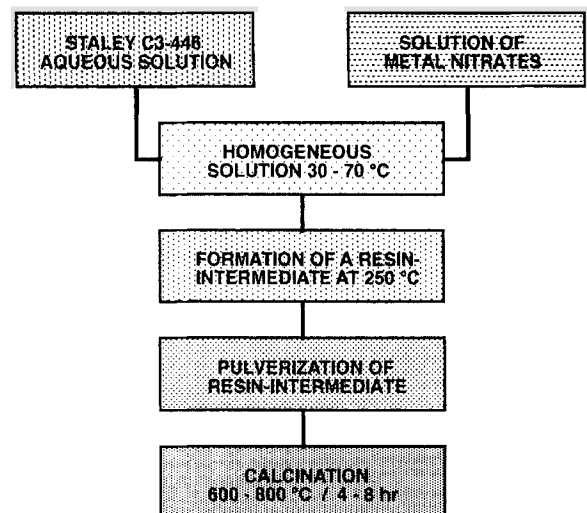 STALEY C3-446
AQUEOUS SOLUTION
SOLUTION OF
METAL NITRATES
HOMOGENEOUS
SOLUTION 30 - 70 °C
FORMATION OF A RESIN-
INTERMEDIATE AT 250 °C
PULVERIZATION OF
RESIN-INTERMEDIATE
CALCINATION
600 - 800 °C / 4 - 8 hr